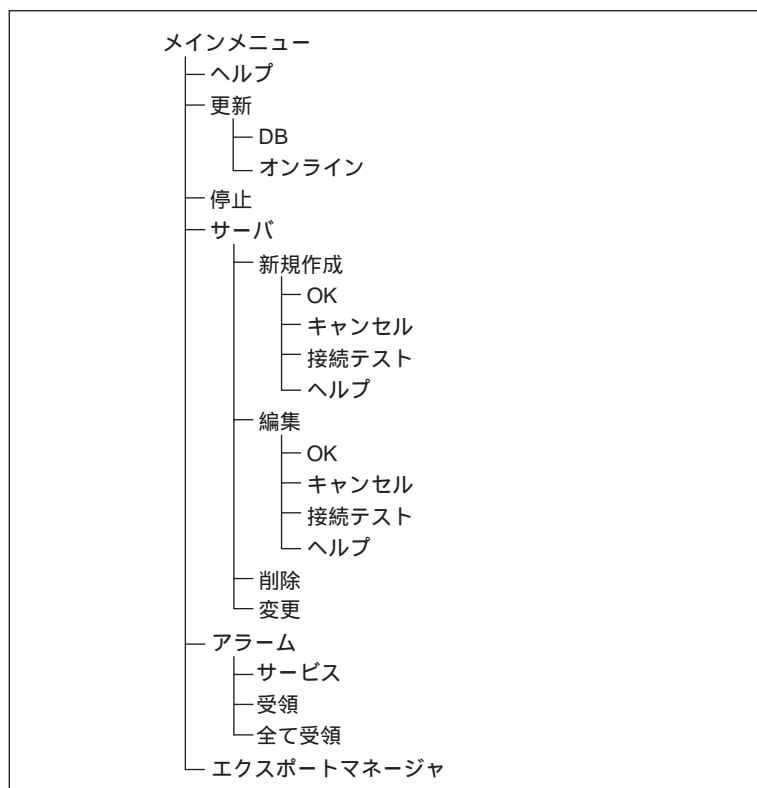 メインメニュー
ヘルプ
更新
DB
オンライン
停止
サーバ
新規作成
OK
キャンセル
接続テスト
ヘルプ
編集
OK
キャンセル
接続テスト
ヘルプ
削除
変更
アラーム
サービス
受領
全て受領
エクスポートマネージャ